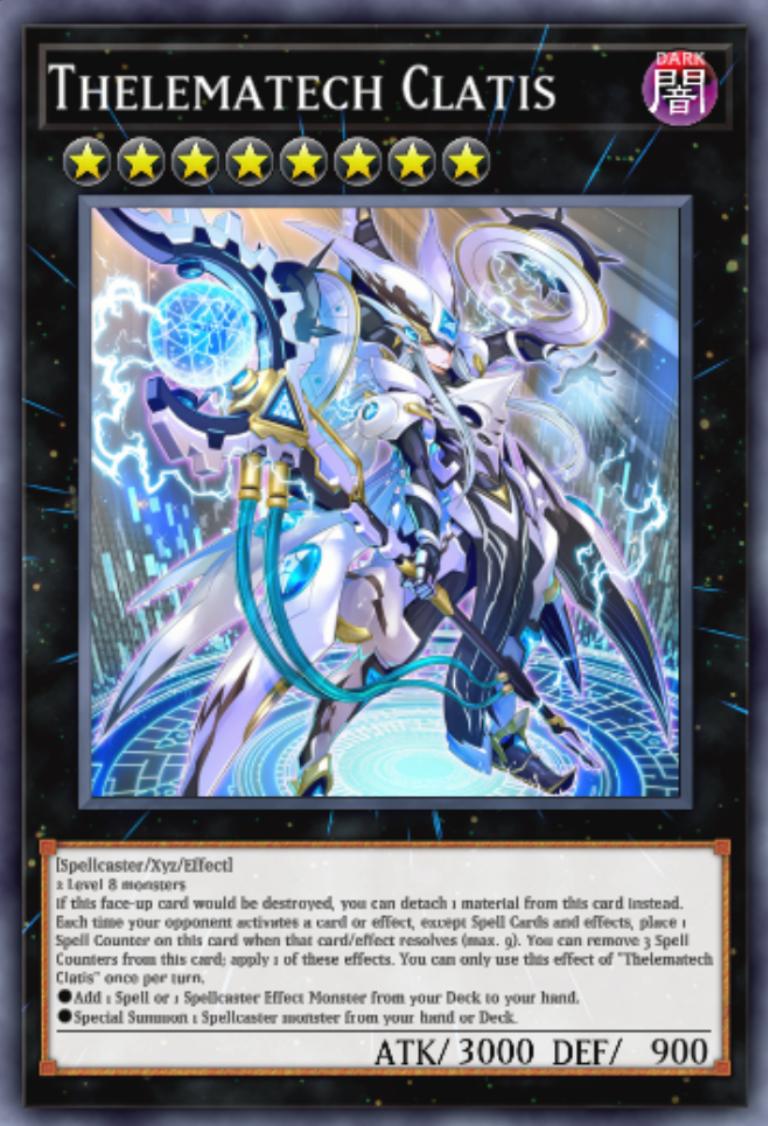 THELEMATECH CLATIS
DARK
闇
[Spellcaster/Xyz/Effect]
2 Level 8 monsters
If this face-up card would be destroyed, you can detach 1 material from this card instead.
Each time your opponent activates a card or effect, except Spell Cards and effects, place 1
Spell Counter on this card when that card/effect resolves (max. 9). You can remove 3 Spell
Counters from this card; apply 1 of these effects. You can only use this effect of "Thelematech
Clatis" once per turn.
●Add 1 Spell or 1 Spellcaster Effect Monster from your Deck to your hand.
●Special Summon 1 Spellcaster monster from your hand or Deck.
ATK/ 3000 DEF/ 900